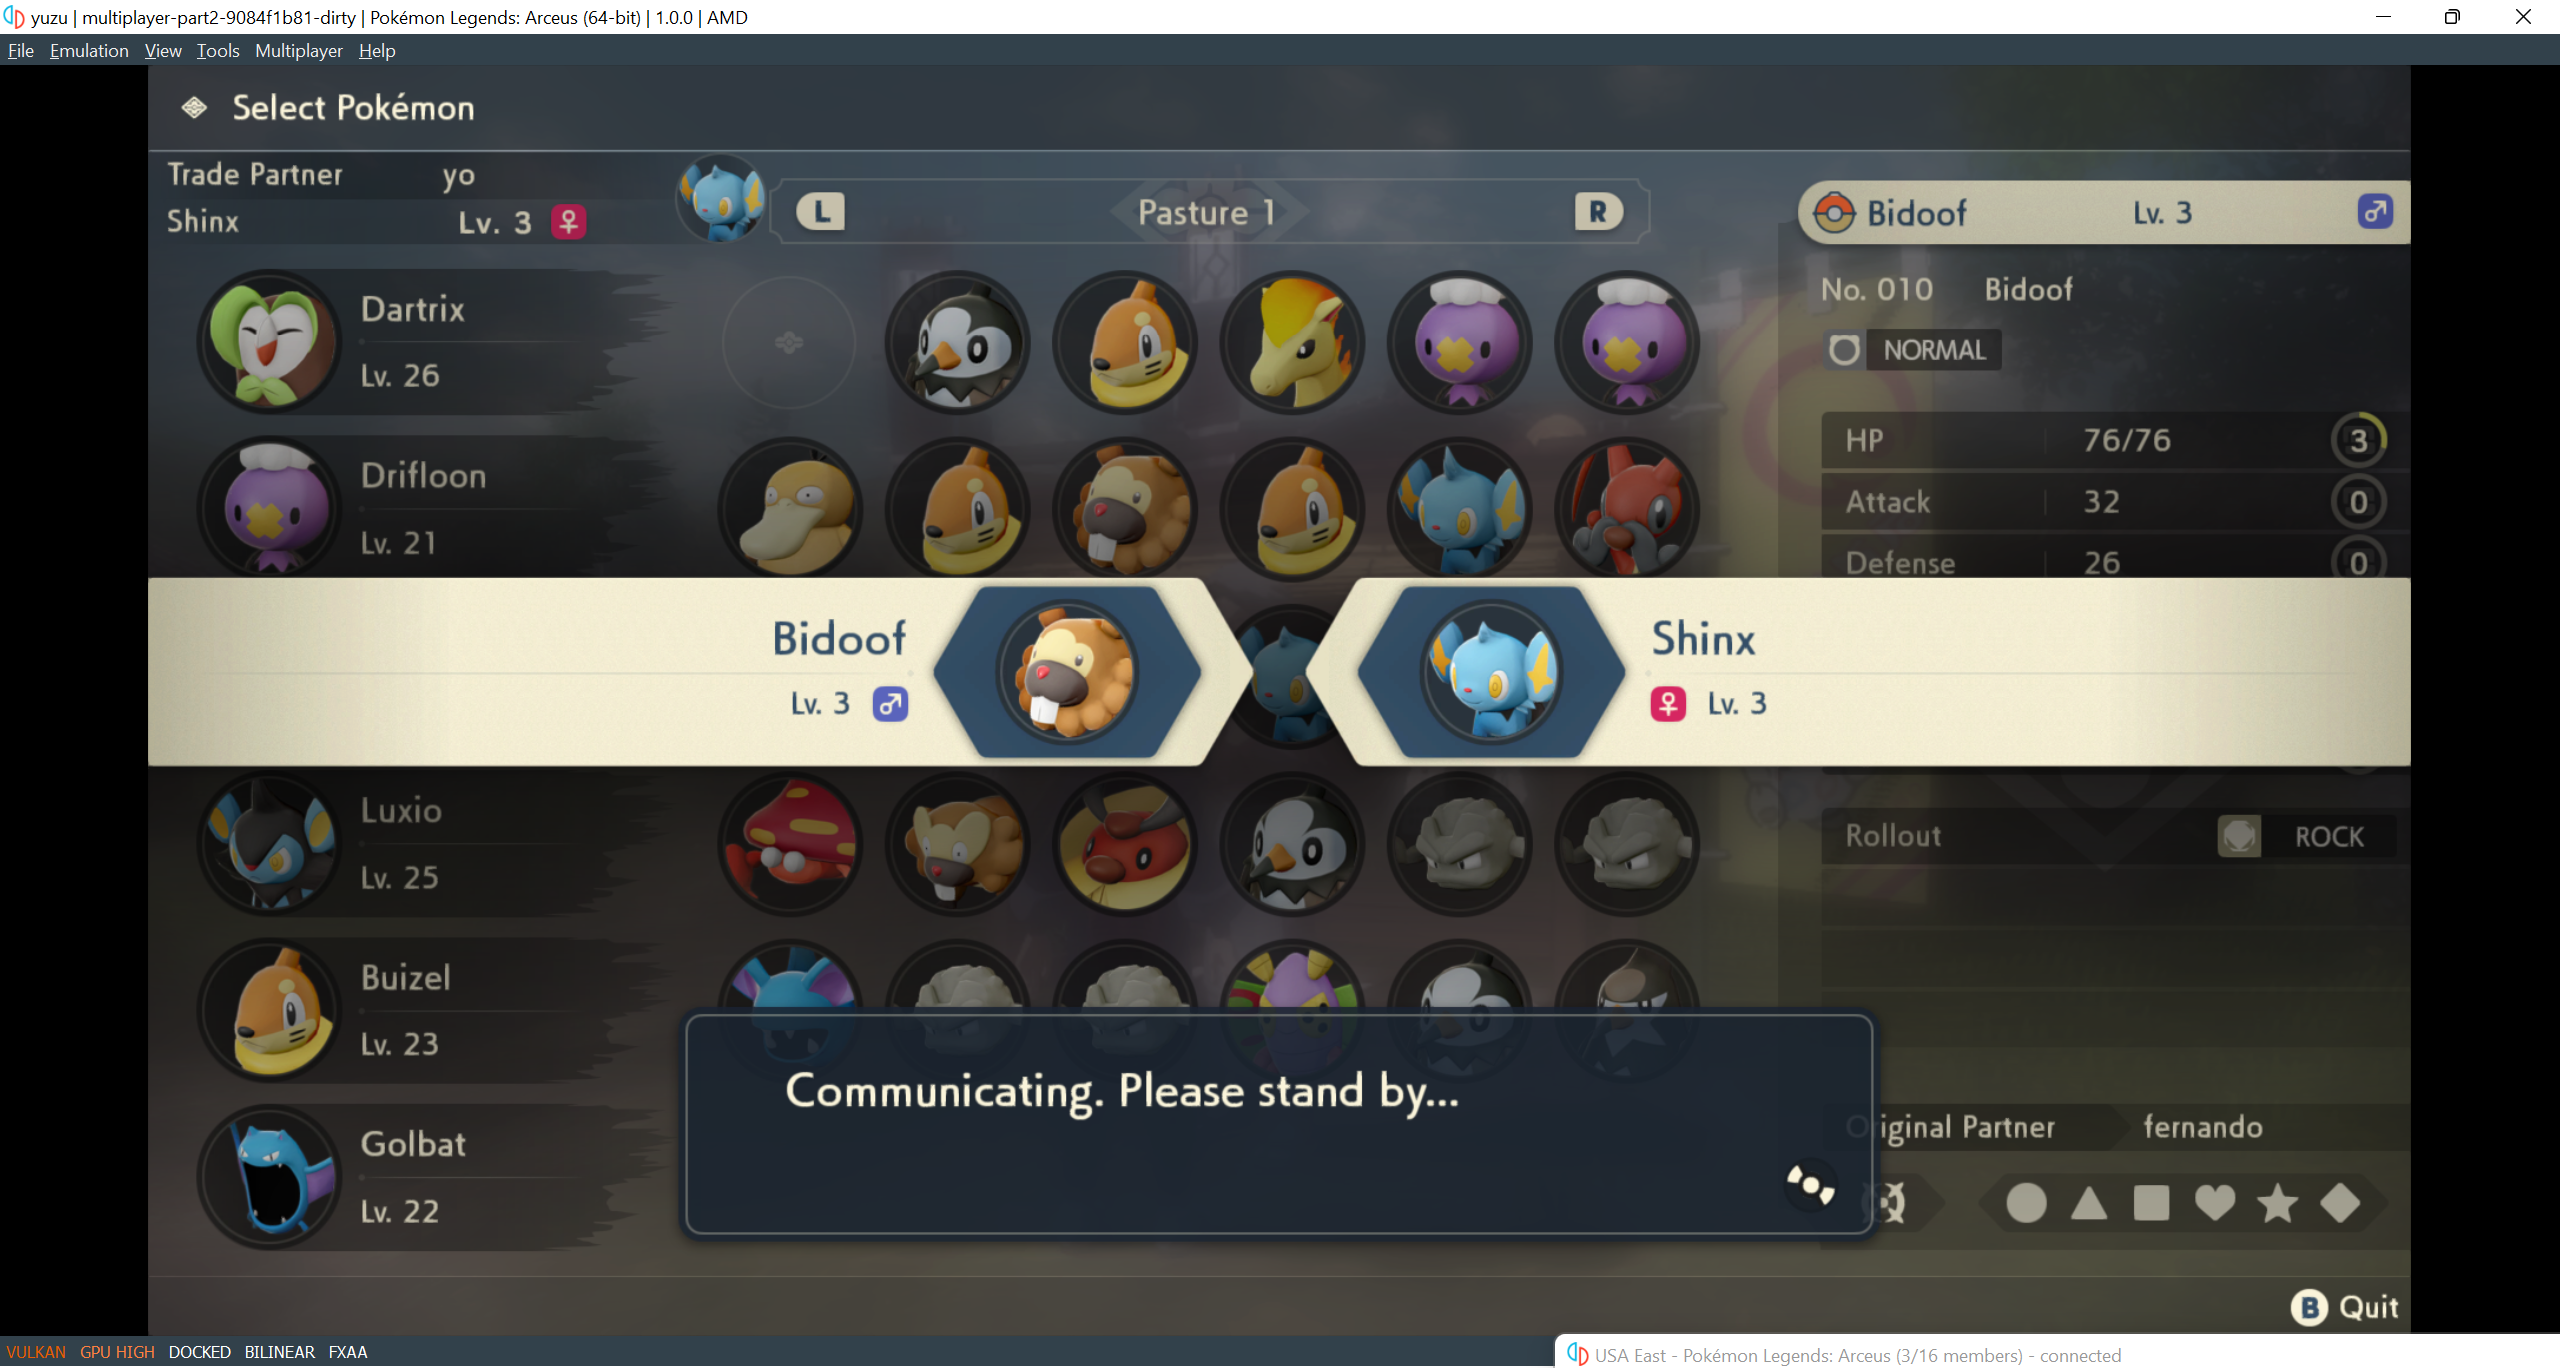 yuzu | multiplayer-part2-9084f1b81-dirty | Pokémon Legends: Arceus (64-bit) | 1.0.0 | AMD
File Emulation View Tools Multiplayer Help
Select Pokémon
Trade Partner yo
Shinx Lv. 3 ♀
L Pasture 1 R
Bidoof Lv. 3 ♂
No. 010 Bidoof
NORMAL
HP 76/76 3
Attack 32 0
Defense 26 0
Dartrix
Lv. 26
Drifloon
Lv. 21
Bidoof
Lv. 3 ♂
Shinx
♀ Lv. 3
Luxio
Lv. 25
Rollout ROCK
Buizel
Lv. 23
Golbat
Lv. 22
Communicating. Please stand by...
Original Partner fernando
B Quit
VULKAN GPU HIGH DOCKED BILINEAR FXAA
USA East - Pokémon Legends: Arceus (3/16 members) - connected